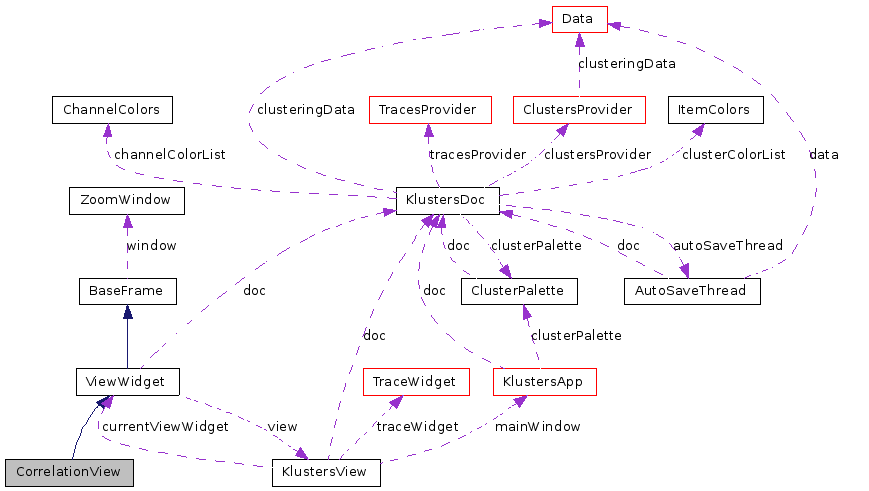 Data
clusteringData
clusteringData
ChannelColors
TracesProvider
ClustersProvider
ItemColors
channelColorList
tracesProvider
clustersProvider
clusterColorList
data
ZoomWindow
KlustersDoc
window
doc
clusterPalette
doc
autoSaveThread
BaseFrame
doc
doc
ClusterPalette
AutoSaveThread
doc
clusterPalette
ViewWidget
TraceWidget
KlustersApp
currentViewWidget
view
traceWidget
mainWindow
CorrelationView
KlustersView